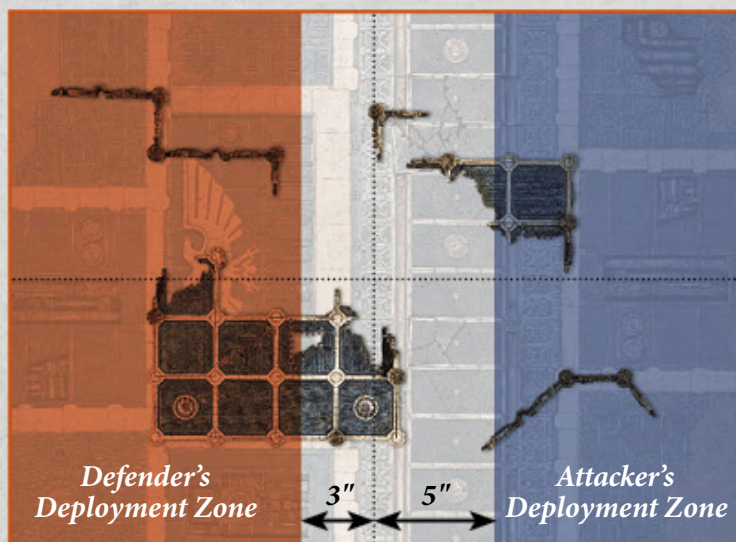 Defender's
Deployment Zone
3"
5"
Attacker's
Deployment Zone